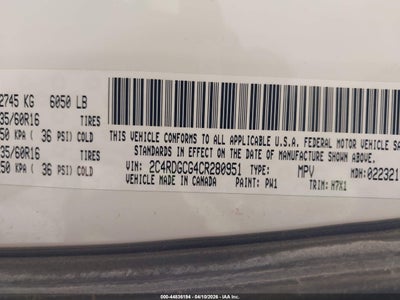 2745 KG 6050 LB
35/60R16 TIRES
50 KPA ( 36 PSI) COLD
35/60R16 TIRES
50 KPA ( 36 PSI) COLD
THIS VEHICLE CONFORMS TO ALL APPLICABLE U.S.A. FEDERAL MOTOR VEHICLE SA
STANDARDS IN EFFECT ON THE DATE OF MANUFACTURE SHOWN ABOVE.
VIN: 2C4RDGCG4CR280951 TYPE: MPV MDH: 022321
VEHICLE MADE IN CANADA PAINT: PW1 TRIM: H7X1
000-44836184 - 04/10/2026 - IAA Inc.